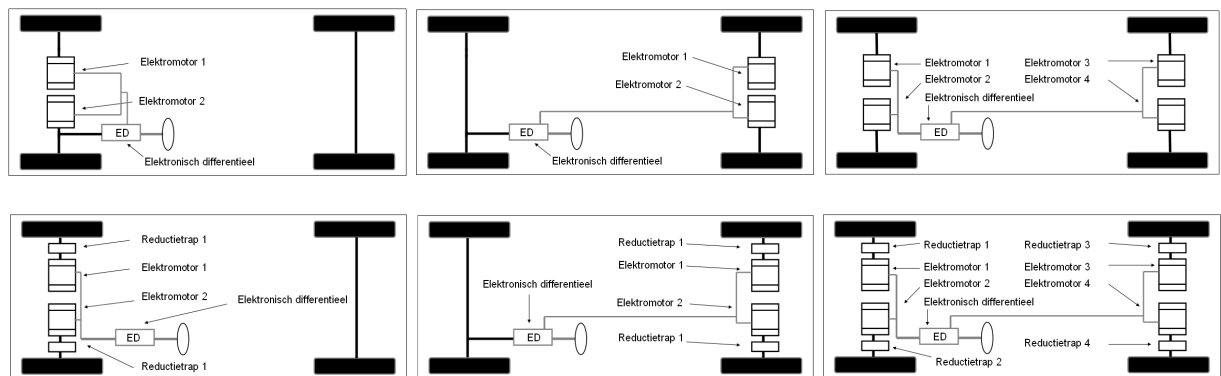 Elektromotor 1
Elektromotor 2
ED
Elektronisch differentieel
Elektromotor 1
Elektromotor 2
ED
Elektronisch differentieel
Elektromotor 1
Elektromotor 3
Elektromotor 2
Elektromotor 4
Elektronisch differentieel
ED
Reductietrap 1
Elektromotor 1
Elektromotor 2
Elektronisch differentieel
ED
Reductietrap 1
Reductietrap 1
Elektromotor 1
Elektronisch differentieel
Elektromotor 2
ED
Reductietrap 1
Reductietrap 1
Reductietrap 3
Elektromotor 1
Elektromotor 3
Elektromotor 2
Elektromotor 4
Elektronisch differentieel
ED
Reductietrap 4
Reductietrap 2